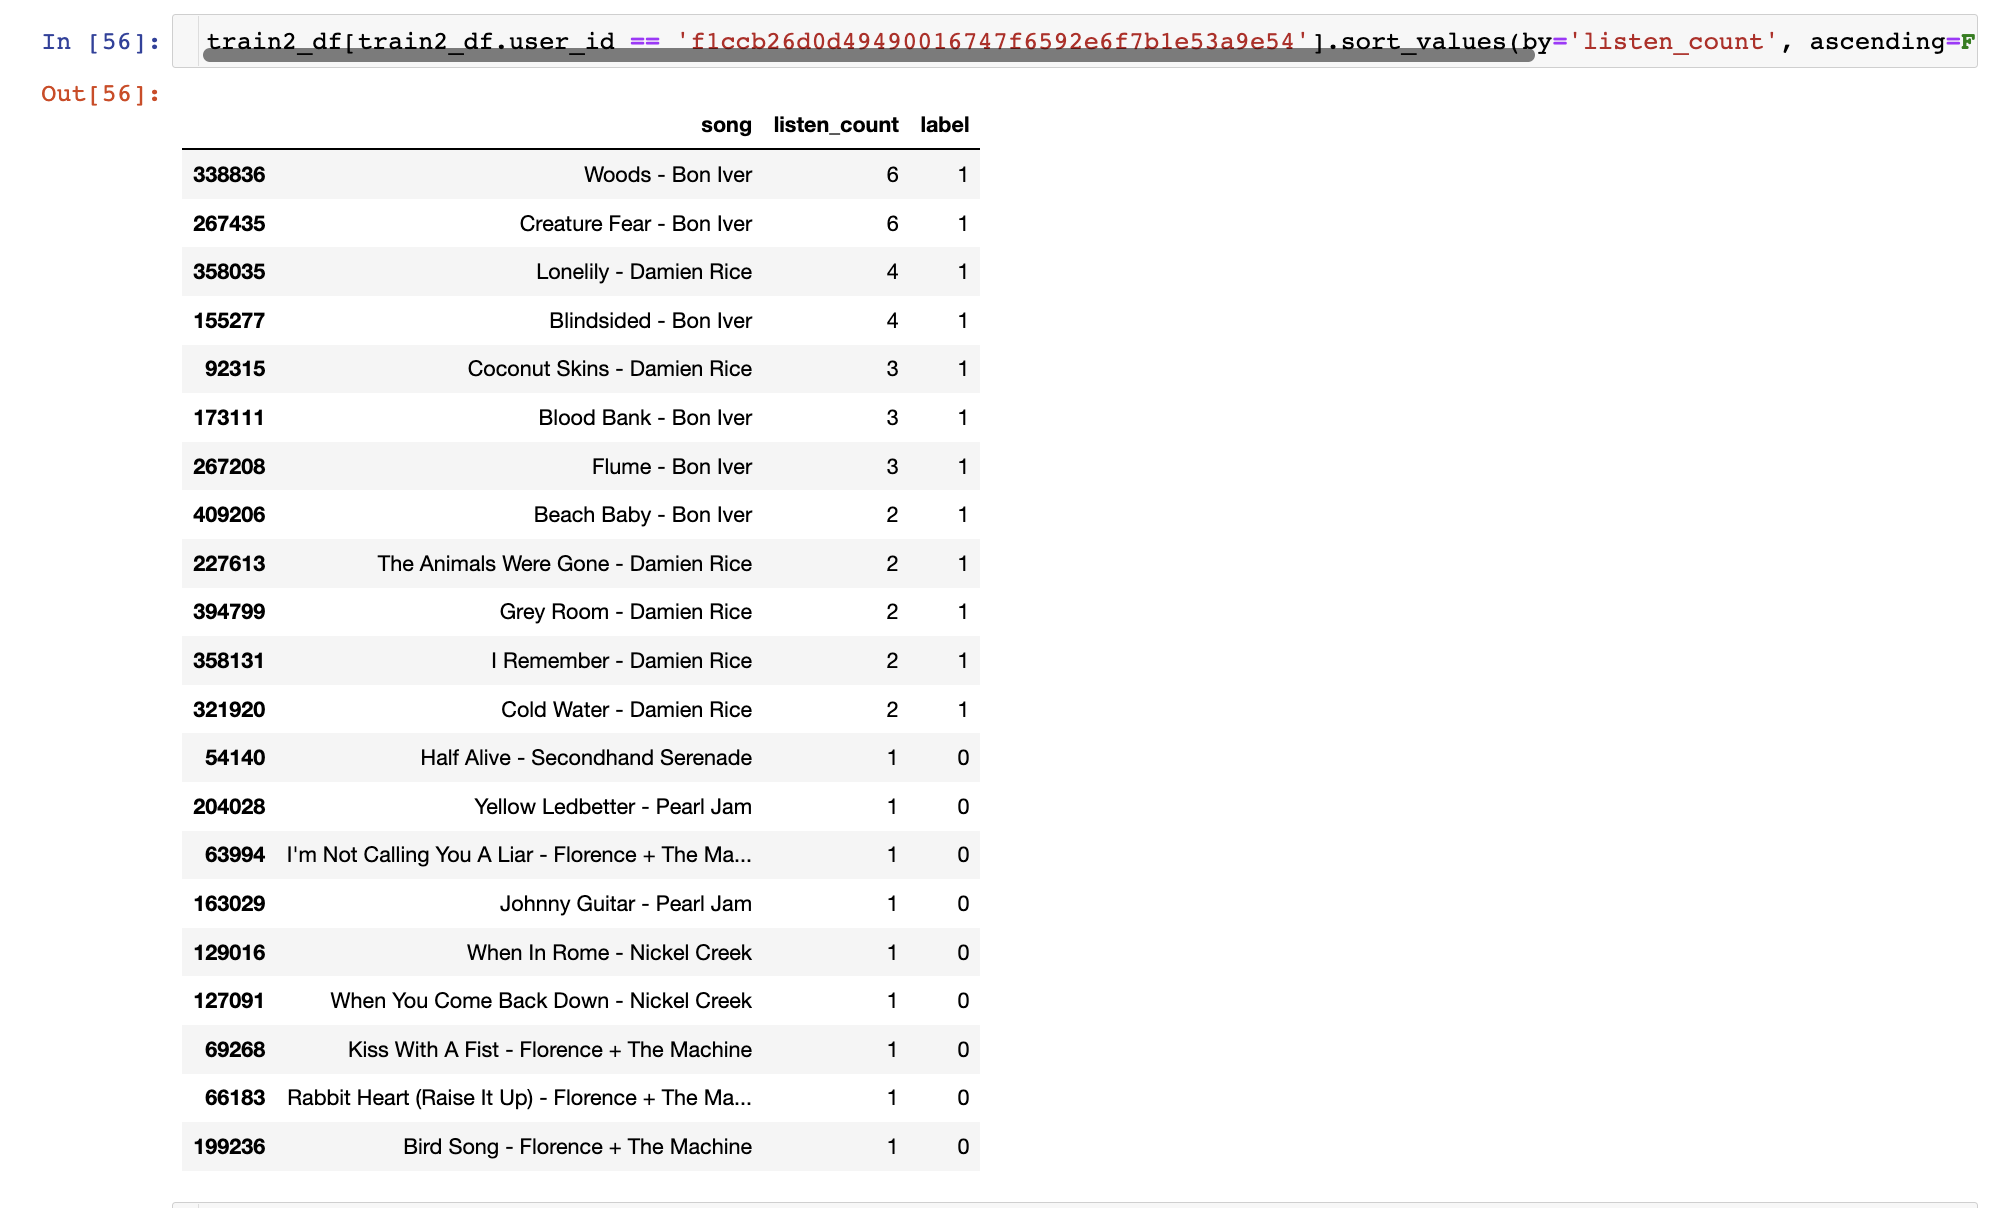 In [56]: train2_df[train2_df.user_id == 'f1ccb26d0d49490016747f6592e6f7b1e53a9e54'].sort_values(by='listen_count', ascending=F
Out[56]:
song listen_count label
338836 Woods - Bon Iver 6 1
267435 Creature Fear - Bon Iver 6 1
358035 Lonelily - Damien Rice 4 1
155277 Blindsided - Bon Iver 4 1
92315 Coconut Skins - Damien Rice 3 1
173111 Blood Bank - Bon Iver 3 1
267208 Flume - Bon Iver 3 1
409206 Beach Baby - Bon Iver 2 1
227613 The Animals Were Gone - Damien Rice 2 1
394799 Grey Room - Damien Rice 2 1
358131 I Remember - Damien Rice 2 1
321920 Cold Water - Damien Rice 2 1
54140 Half Alive - Secondhand Serenade 1 0
204028 Yellow Ledbetter - Pearl Jam 1 0
63994 I'm Not Calling You A Liar - Florence + The Ma... 1 0
163029 Johnny Guitar - Pearl Jam 1 0
129016 When In Rome - Nickel Creek 1 0
127091 When You Come Back Down - Nickel Creek 1 0
69268 Kiss With A Fist - Florence + The Machine 1 0
66183 Rabbit Heart (Raise It Up) - Florence + The Ma... 1 0
199236 Bird Song - Florence + The Machine 1 0